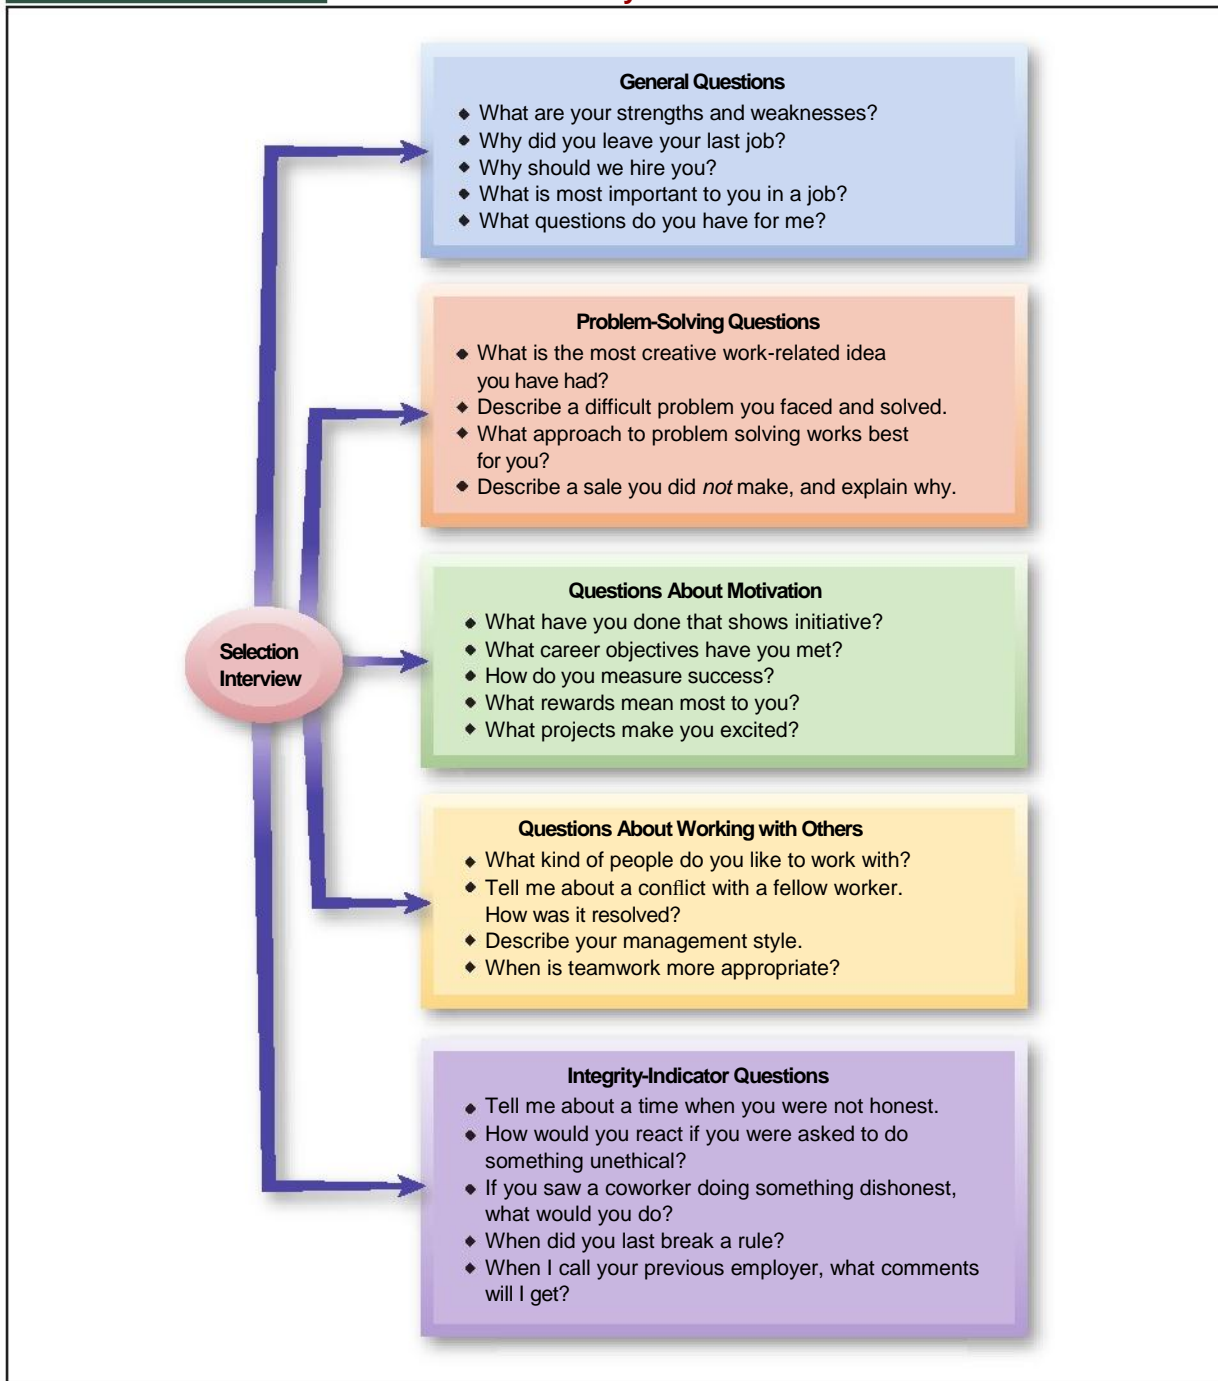 General Questions
◆ What are your strengths and weaknesses?
◆ Why did you leave your last job?
◆ Why should we hire you?
◆ What is most important to you in a job?
◆ What questions do you have for me?
Problem-Solving Questions
◆ What is the most creative work-related idea
you have had?
◆ Describe a difficult problem you faced and solved.
◆ What approach to problem solving works best
for you?
◆ Describe a sale you did not make, and explain why.
Questions About Motivation
◆ What have you done that shows initiative?
◆ What career objectives have you met?
◆ How do you measure success?
◆ What rewards mean most to you?
◆ What projects make you excited?
Selection
Interview
Questions About Working with Others
◆ What kind of people do you like to work with?
◆ Tell me about a conflict with a fellow worker.
How was it resolved?
◆ Describe your management style.
◆ When is teamwork more appropriate?
Integrity-Indicator Questions
◆ Tell me about a time when you were not honest.
◆ How would you react if you were asked to do
something unethical?
◆ If you saw a coworker doing something dishonest,
what would you do?
◆ When did you last break a rule?
◆ When I call your previous employer, what comments
will I get?